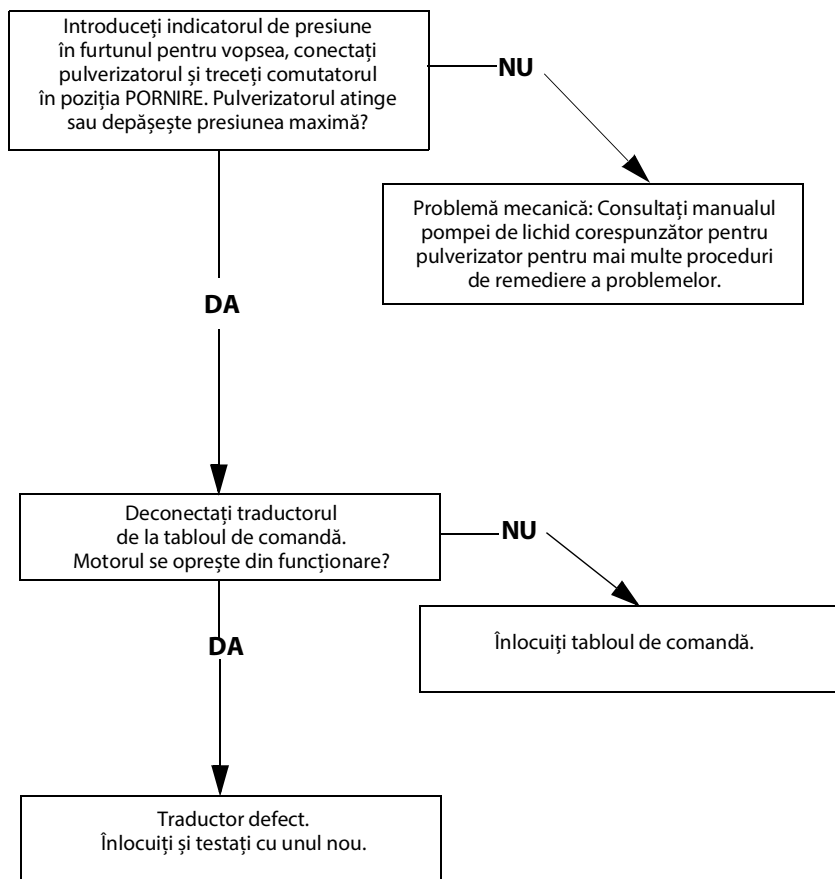 Introduceți indicatorul de presiune
în furtunul pentru vopsea, conectați
pulverizatorul și treceți comutatorul
în poziția PORNIRE. Pulverizatorul atinge
sau depășește presiunea maximă?
NU
Problemă mecanică: Consultați manualul
pompei de lichid corespunzător pentru
pulverizator pentru mai multe proceduri
de remediere a problemelor.
DA
Deconectați traductorul
de la tabloul de comandă.
Motorul se oprește din funcționare?
NU
Înlocuiți tabloul de comandă.
DA
Traductor defect.
Înlocuiți și testați cu unul nou.